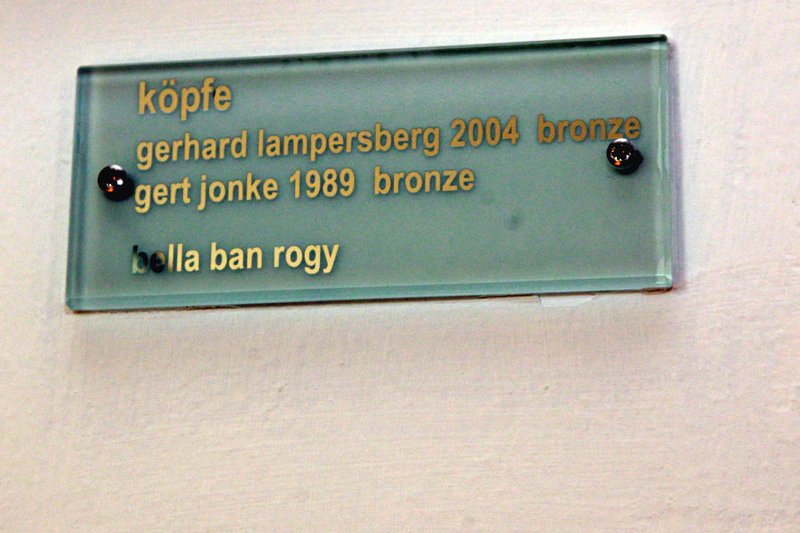 köpfe
gerhard lampersberg 2004 bronze
gert jonke 1989 bronze
bella ban rogy